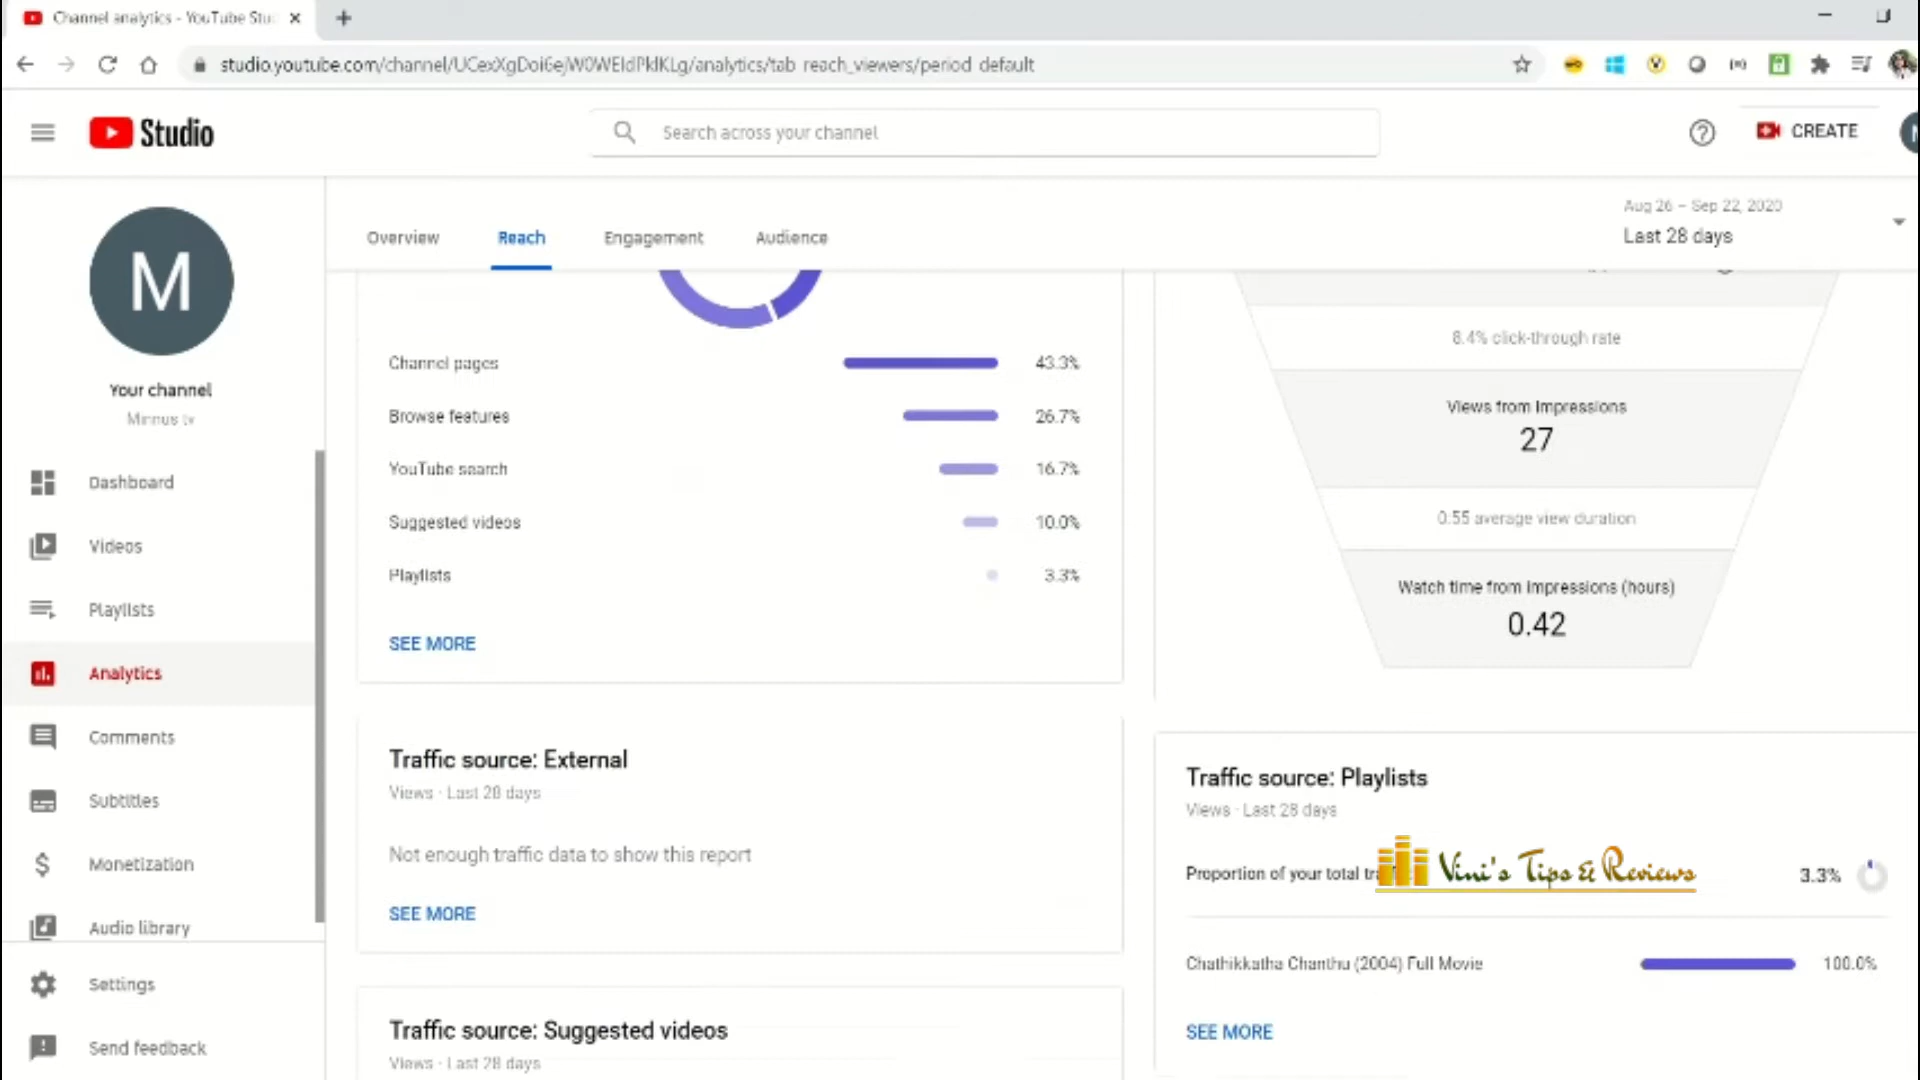 Channel analytics - YouTube Stu
studio.youtube.com/channel/UCexXgDoi6ejW0WEIdPkIKLg/analytics/tab reach_viewers/period default
Studio
Search across your channel
CREATE
M
Your channel
Minnus tv
Dashboard
Videos
Playlists
Analytics
Comments
Subtitles
Monetization
Audio library
Settings
Send feedback
Overview
Reach
Engagement
Audience
Aug 26 – Sep 22, 2020
Last 28 days
Channel pages 43.3%
Browse features 26.7%
YouTube search 16.7%
Suggested videos 10.0%
Playlists 3.3%
SEE MORE
8.4% click-through rate
Views from impressions
27
0:55 average view duration
Watch time from impressions (hours)
0.42
Traffic source: External
Views · Last 28 days
Not enough traffic data to show this report
SEE MORE
Traffic source: Suggested videos
Views · Last 28 days
Traffic source: Playlists
Views · Last 28 days
Proportion of your total 3.3%
Vini's Tips & Reviews
Chathikkatha Chanthu (2004) Full Movie 100.0%
SEE MORE